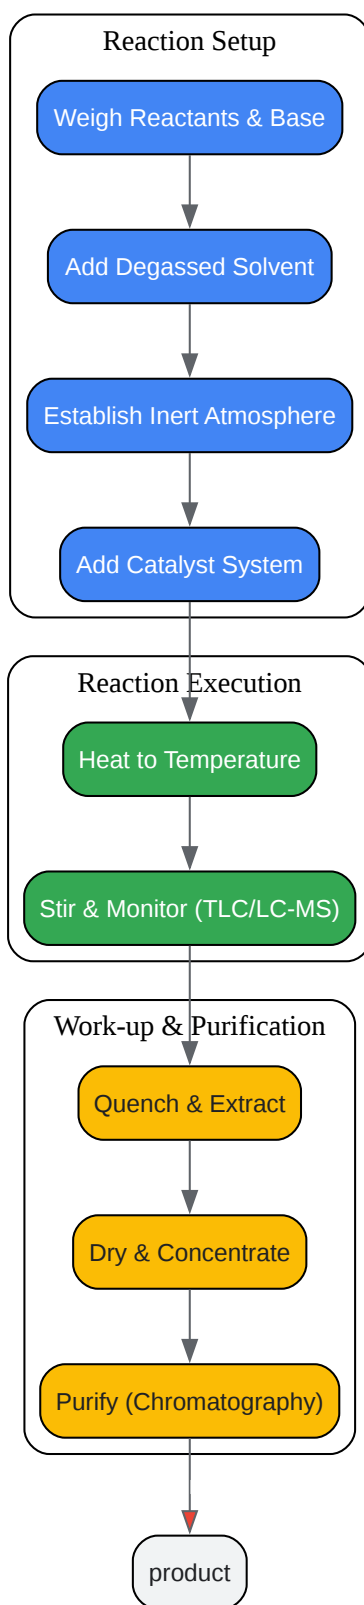 Reaction Setup
Weigh Reactants & Base
Add Degassed Solvent
Establish Inert Atmosphere
Add Catalyst System
Reaction Execution
Heat to Temperature
Stir & Monitor (TLC/LC-MS)
Work-up & Purification
Quench & Extract
Dry & Concentrate
Purify (Chromatography)
product